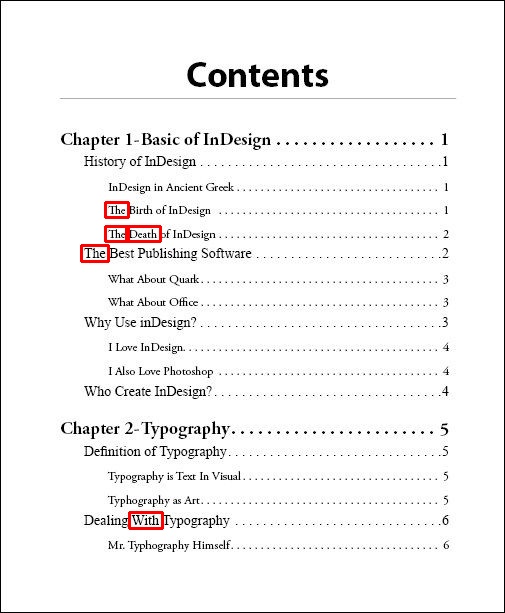 Contents
Chapter 1-Basic of InDesign . . . . . . . . . . . . . . . . . . 1
History of InDesign . . . . . . . . . . . . . . . . . . . . . . . . . . . .1
InDesign in Ancient Greek . . . . . . . . . . . . . . . . . . . . . . . . . . . . . . 1
The Birth of InDesign . . . . . . . . . . . . . . . . . . . . . . . . . . . . . . . . . 1
The Death of InDesign . . . . . . . . . . . . . . . . . . . . . . . . . . . . . . . . . 2
The Best Publishing Software . . . . . . . . . . . . . . . . . . . . . .2
What About Quark . . . . . . . . . . . . . . . . . . . . . . . . . . . . . . . . . . . 3
What About Office . . . . . . . . . . . . . . . . . . . . . . . . . . . . . . . . . . . 3
Why Use inDesign? . . . . . . . . . . . . . . . . . . . . . . . . . . . .3
I Love InDesign. . . . . . . . . . . . . . . . . . . . . . . . . . . . . . . . . . . . . . 4
I Also Love Photoshop . . . . . . . . . . . . . . . . . . . . . . . . . . . . . . . . . 4
Who Create InDesign? . . . . . . . . . . . . . . . . . . . . . . . . . .4
Chapter 2-Typography. . . . . . . . . . . . . . . . . . . . . . . 5
Definition of Typography. . . . . . . . . . . . . . . . . . . . . . . . .5
Typography is Text In Visual . . . . . . . . . . . . . . . . . . . . . . . . . . . . . 5
Typhography as Art. . . . . . . . . . . . . . . . . . . . . . . . . . . . . . . . . . . 5
Dealing With Typography . . . . . . . . . . . . . . . . . . . . . . . . .6
Mr. Typhography Himself. . . . . . . . . . . . . . . . . . . . . . . . . . . . . . . 6